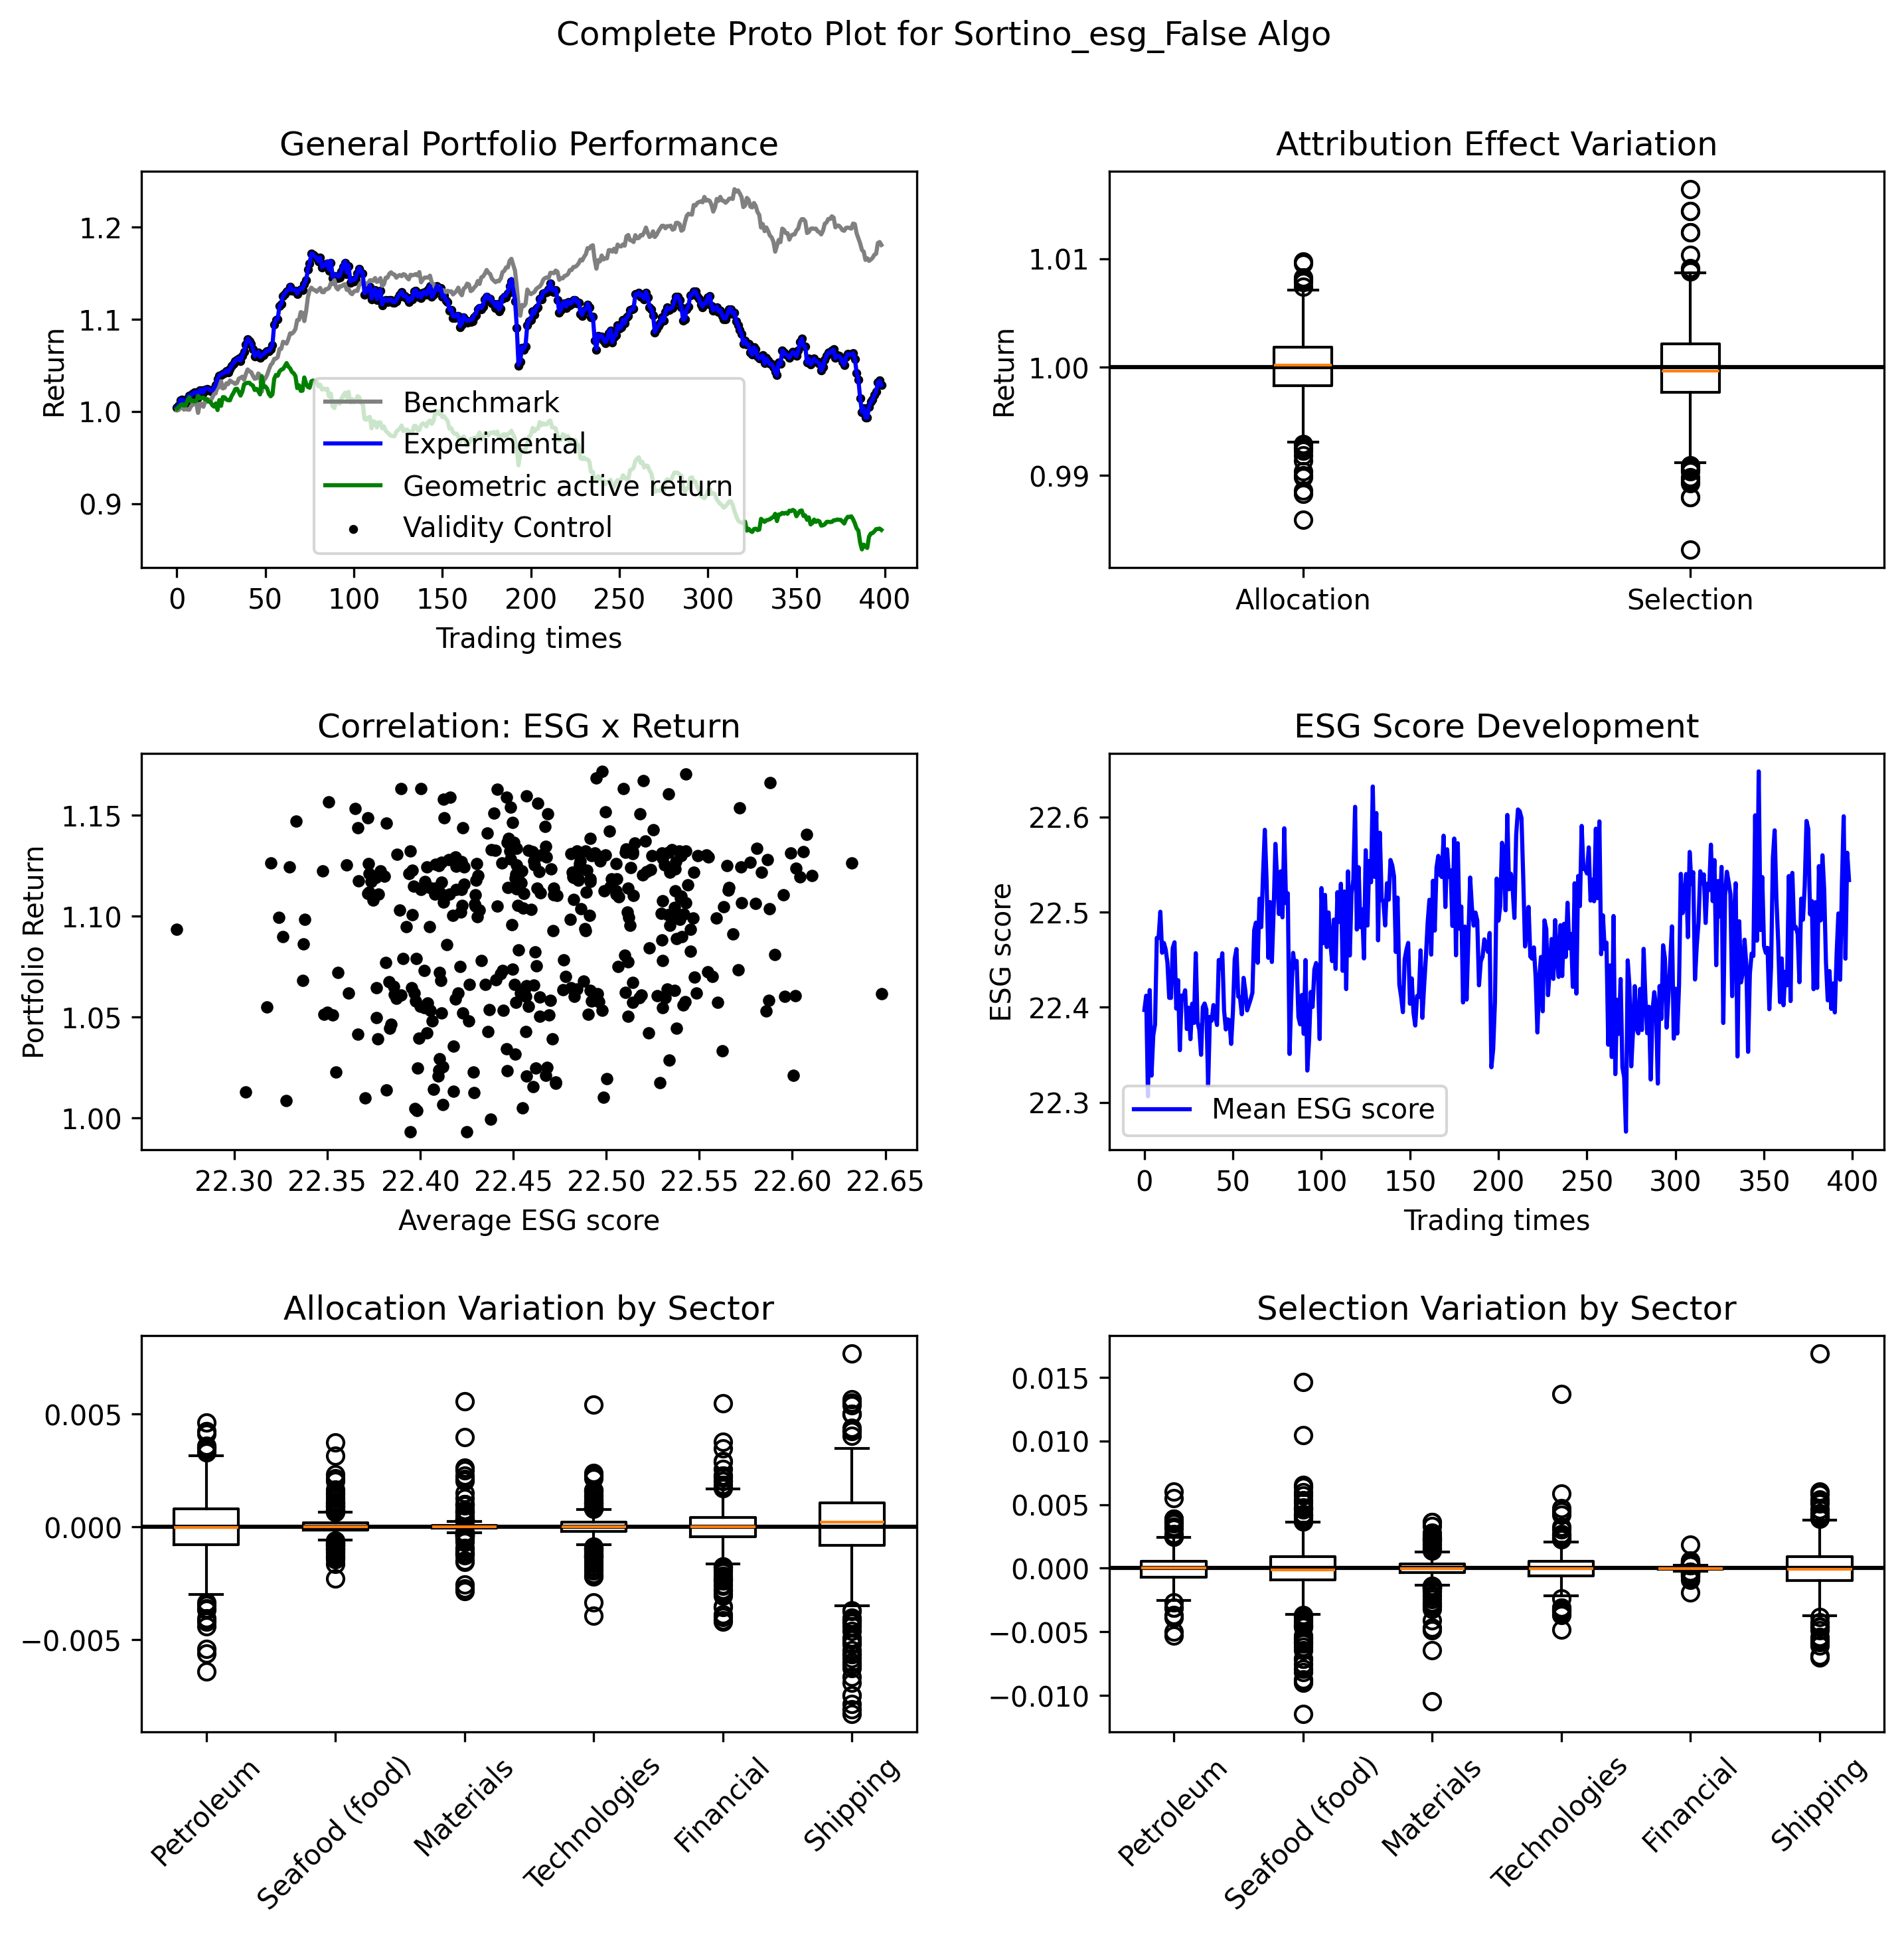 Complete Proto Plot for Sortino_esg_False Algo
General Portfolio Performance
Return
1.2
1.1
1.0
0.9
Benchmark
Experimental
Geometric active return
Validity Control
0 50 100 150 200 250 300 350 400
Trading times
Attribution Effect Variation
Return
1.01
1.00
0.99
Allocation Selection
Correlation: ESG x Return
Portfolio Return
1.15
1.10
1.05
1.00
22.30 22.35 22.40 22.45 22.50 22.55 22.60 22.65
Average ESG score
ESG Score Development
ESG score
22.6
22.5
22.4
22.3
Mean ESG score
0 50 100 150 200 250 300 350 400
Trading times
Allocation Variation by Sector
0.005
0.000
−0.005
Petroleum
Seafood (food)
Materials
Technologies
Financial
Shipping
Selection Variation by Sector
0.015
0.010
0.005
0.000
−0.005
−0.010
Petroleum
Seafood (food)
Materials
Technologies
Financial
Shipping